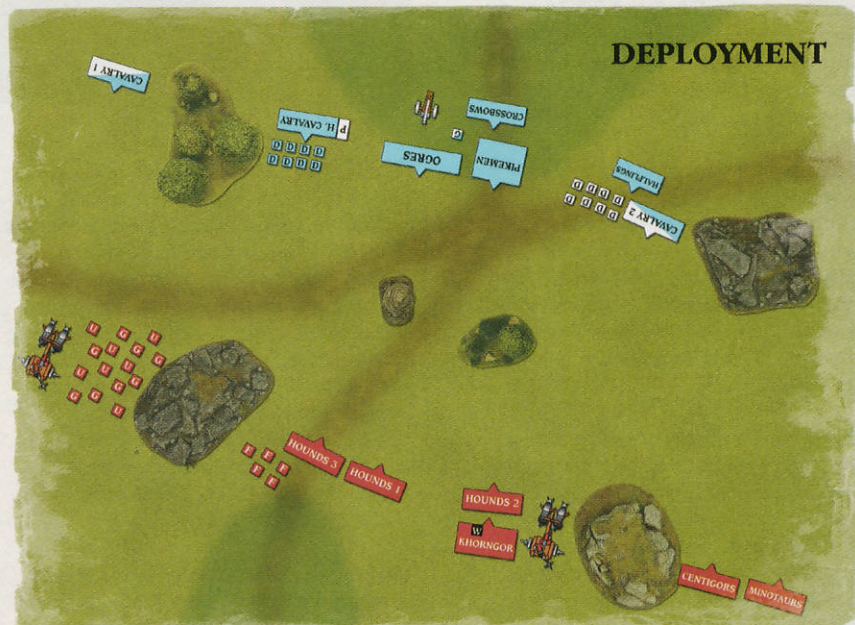 DEPLOYMENT
CAVALRY 1
CROSSBOWS
H. CAVALRY
P
G
D D D D
D D D D
OGRES
PIKEMEN
HALFLINGS
D D D D
D D D D
CAVALRY 2
U G U
G U G G
U G U
G U
G G U
F F F
F F
HOUNDS 3
HOUNDS 1
HOUNDS 2
W
KHORNGOR
CENTIGORS
MINOTAURS